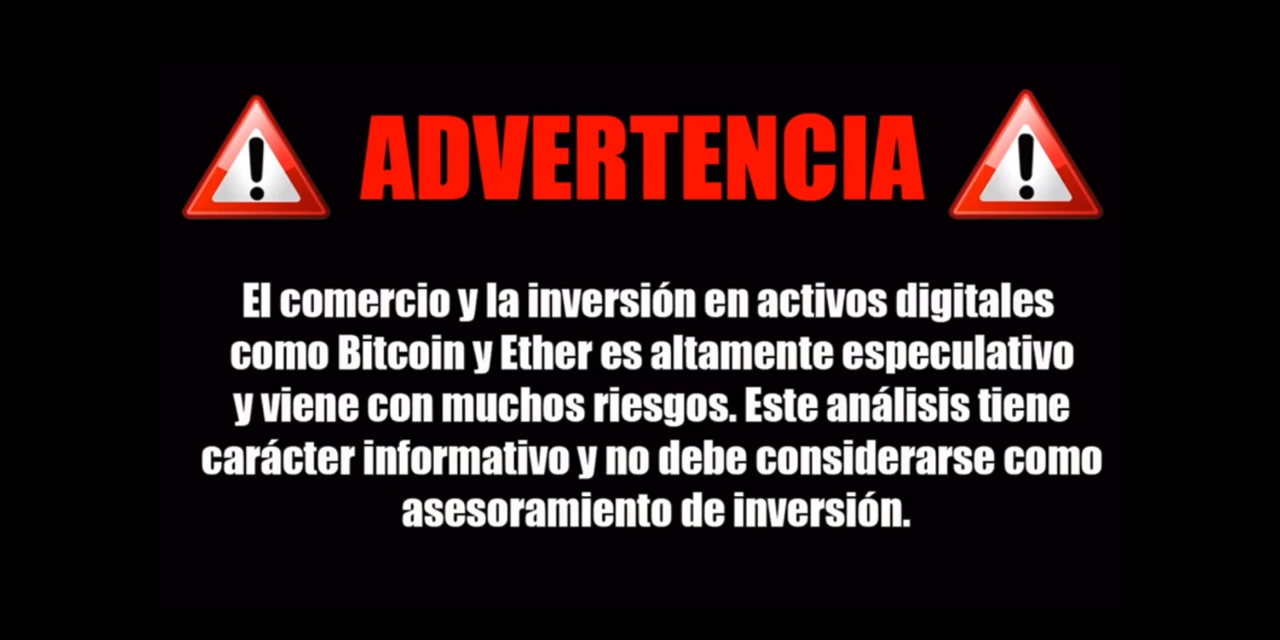 ADVERTENCIA
El comercio y la inversión en activos digitales
como Bitcoin y Ether es altamente especulativo
y viene con muchos riesgos. Este análisis tiene
carácter informativo y no debe considerarse como
asesoramiento de inversión.